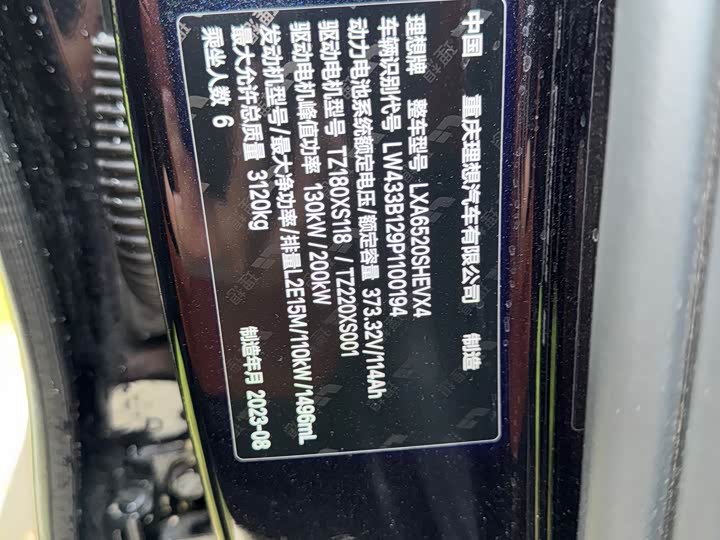 中国 重庆理想汽车有限公司 制造
理想牌 整车型号 LXA6520SHEVX4
车辆识别代号 LW433B129P1100194
动力电池系统额定电压/额定容量 373.32V/114Ah
驱动电机型号 TZ180XS118 / TZ220XS001
驱动电机峰值功率 130kW / 200kW
发动机型号/最大净功率/排量L2E15M/110kW/1496mL
最大允许总质量 3120kg
乘坐人数 6 制造年月 2023-08